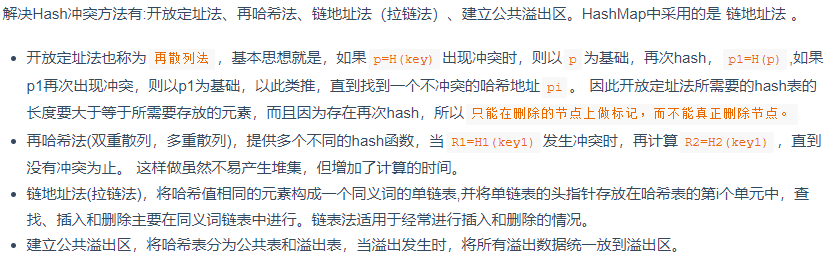 解决Hash冲突方法有:开放定址法、再哈希法、链地址法（拉链法）、建立公共溢出区。HashMap中采用的是 链地址法 。
• 开放定址法也称为 再散列法 ，基本思想就是，如果 p=H(key) 出现冲突时，则以 p 为基础，再次hash， p1=H(p) ,如果
p1再次出现冲突，则以p1为基础，以此类推，直到找到一个不冲突的哈希地址 pi 。 因此开放定址法所需要的hash表的
长度要大于等于所需要存放的元素，而且因为存在再次hash，所以 只能在删除的节点上做标记，而不能真正删除节点。
• 再哈希法(双重散列，多重散列)，提供多个不同的hash函数，当 R1=H1(key1) 发生冲突时，再计算 R2=H2(key1) ，直到
没有冲突为止。 这样做虽然不易产生堆集，但增加了计算的时间。
• 链地址法(拉链法)，将哈希值相同的元素构成一个同义词的单链表,并将单链表的头指针存放在哈希表的第i个单元中，查
找、插入和删除主要在同义词链表中进行。链表法适用于经常进行插入和删除的情况。
• 建立公共溢出区，将哈希表分为公共表和溢出表，当溢出发生时，将所有溢出数据统一放到溢出区。